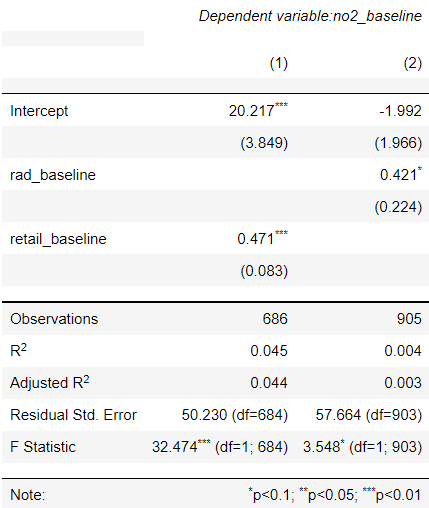 Dependent variable:no2_baseline
(1) (2)
Intercept 20.217*** -1.992
(3.849) (1.966)
rad_baseline 0.421*
(0.224)
retail_baseline 0.471***
(0.083)
Observations 686 905
R2 0.045 0.004
Adjusted R2 0.044 0.003
Residual Std. Error 50.230 (df=684) 57.664 (df=903)
F Statistic 32.474*** (df=1; 684) 3.548* (df=1; 903)
Note: *p<0.1; **p<0.05; ***p<0.01